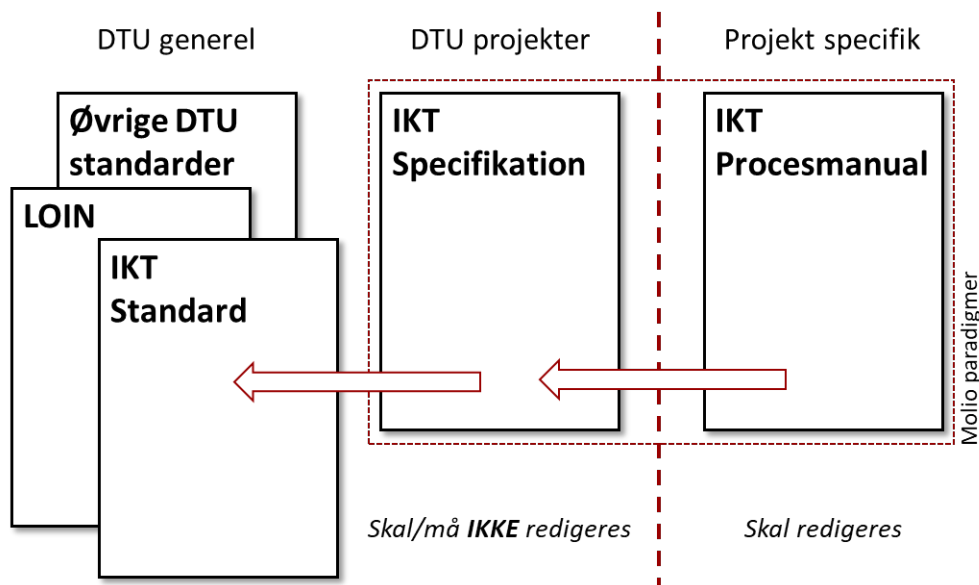 DTU generel
DTU projekter
Projekt specifik
Øvrige DTU
standarder
LOIN
IKT
Standard
IKT
Specifikation
IKT
Procesmanual
Molio paradigmer
Skal/må IKKE redigeres
Skal redigeres